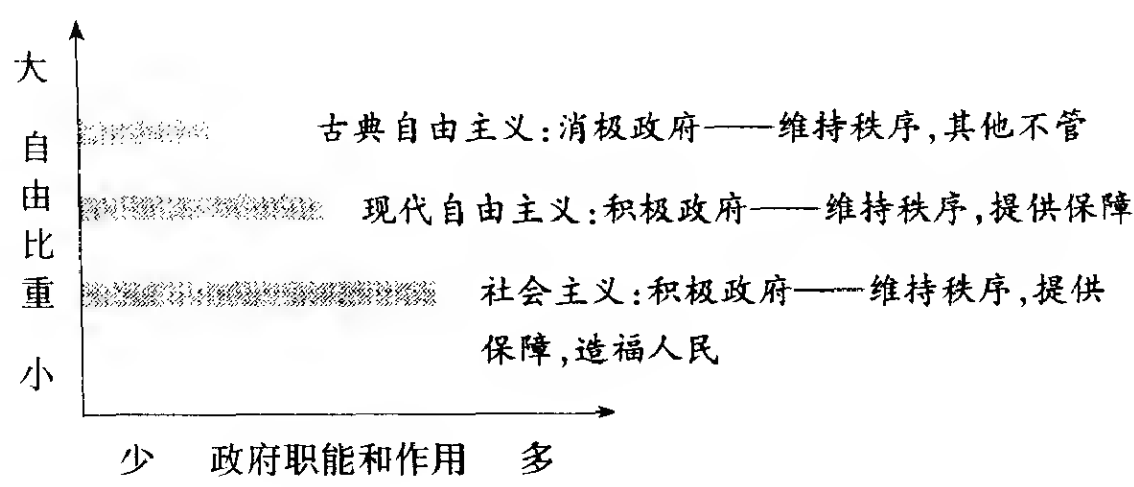 大
自由比重
小
古典自由主义:消极政府——维持秩序,其他不管
现代自由主义:积极政府——维持秩序,提供保障
社会主义:积极政府——维持秩序,提供
保障,造福人民
少 政府职能和作用 多